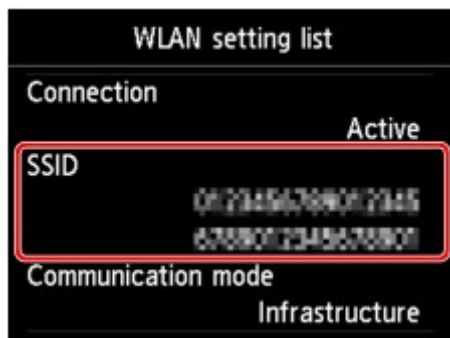 WLAN setting list
Connection
Active
SSID
Communication mode
Infrastructure